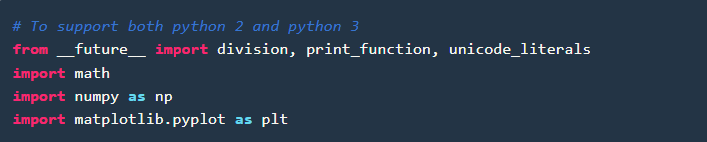 # To support both python 2 and python 3
from __future__ import division, print_function, unicode_literals
import math
import numpy as np
import matplotlib.pyplot as plt